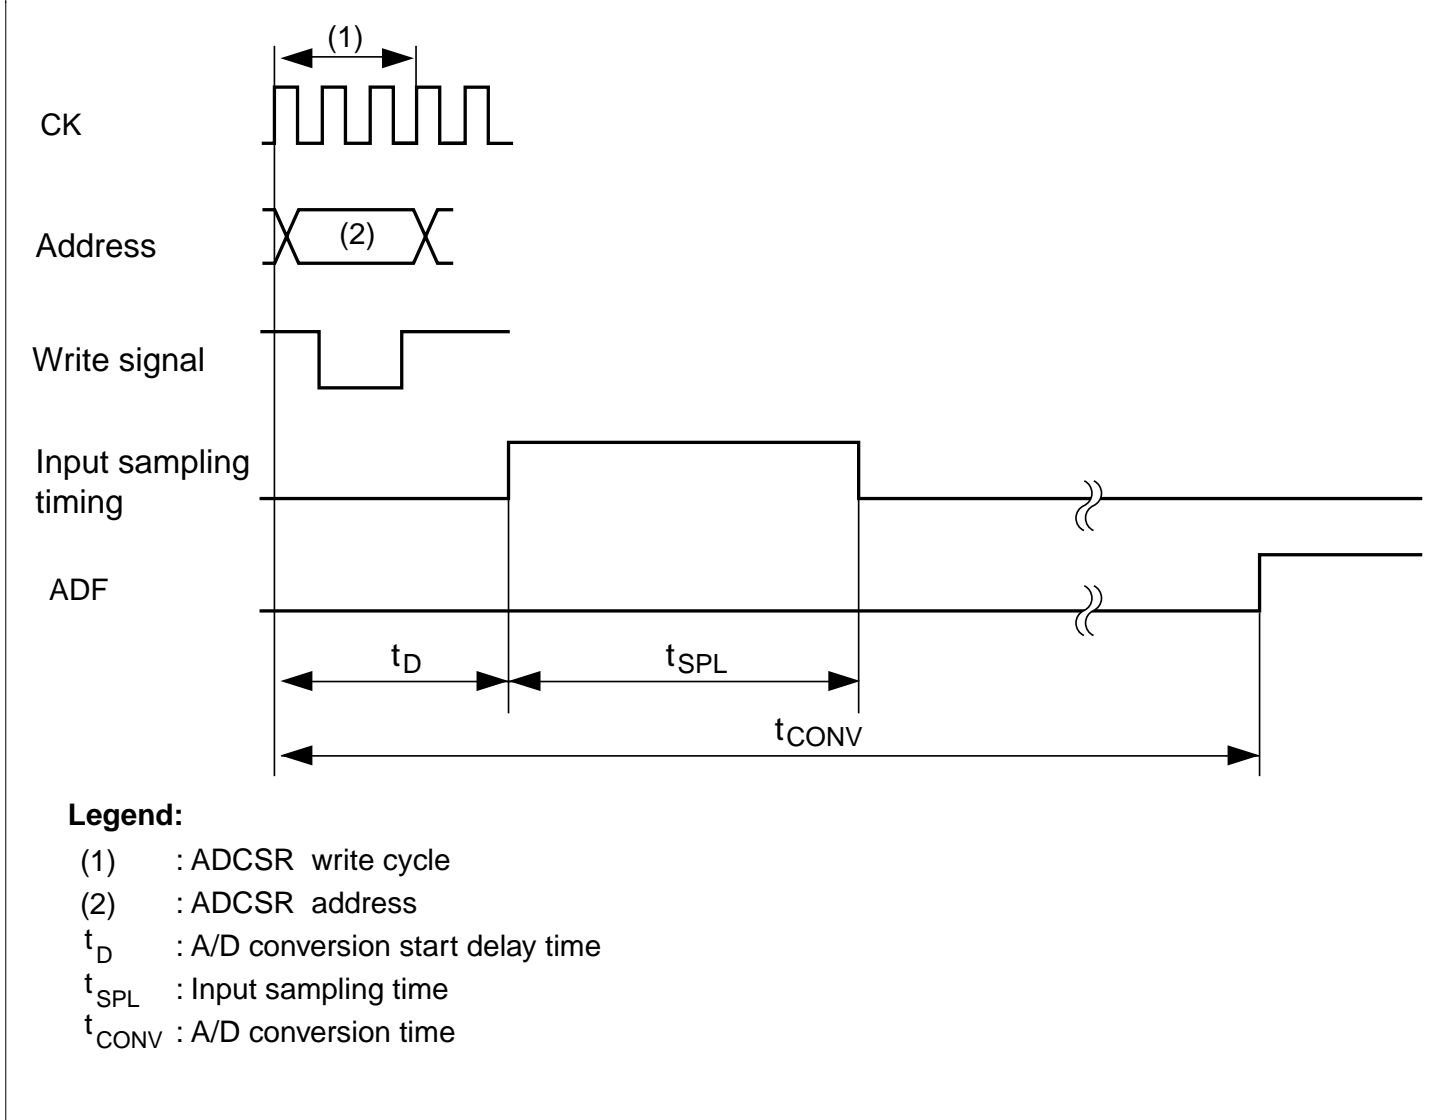 (1)
CK
Address
(2)
Write signal
Input sampling
timing
ADF
tD
tSPL
tCONV
Legend:
(1) : ADCSR write cycle
(2) : ADCSR address
tD : A/D conversion start delay time
tSPL : Input sampling time
tCONV : A/D conversion time